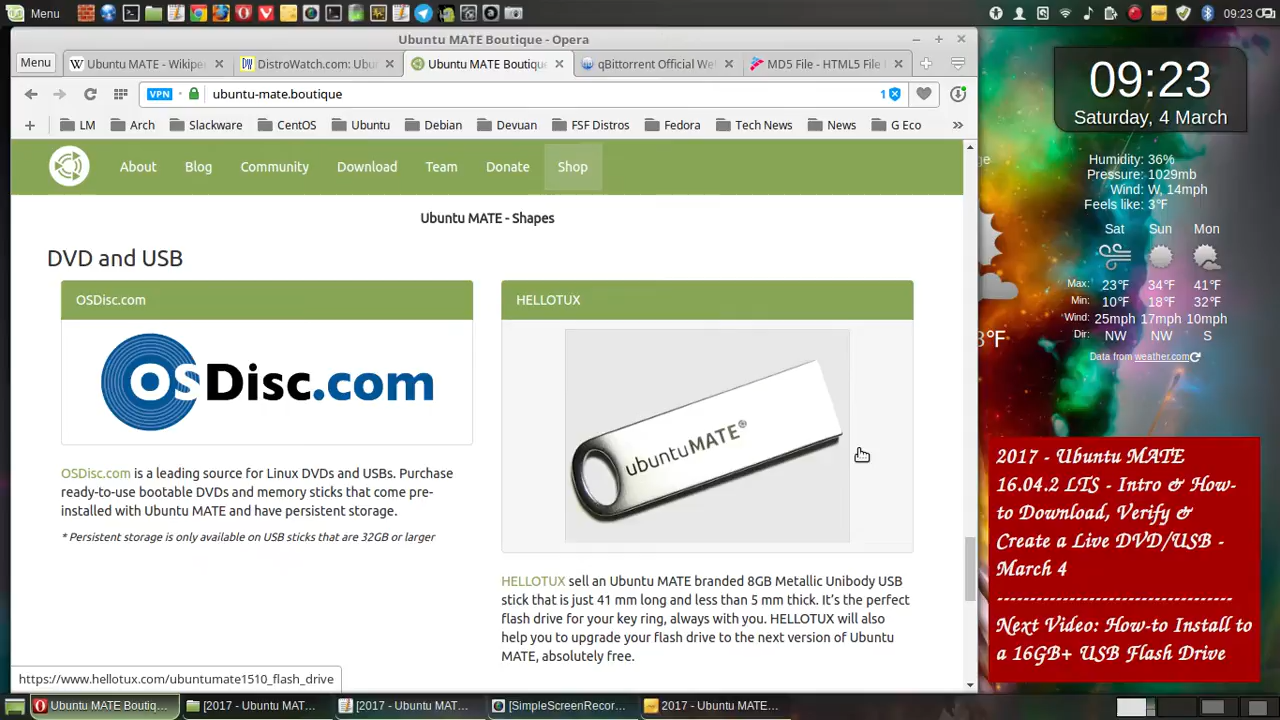 Menu
09:23
Ubuntu MATE Boutique - Opera
Menu
Ubuntu MATE - Wikipe
DistroWatch.com: Ubu
Ubuntu MATE Boutique
qBittorrent Official We
MD5 File - HTML5 File
VPN
ubuntu-mate.boutique
1
LM
Arch
Slackware
CentOS
Ubuntu
Debian
Devuan
FSF Distros
Fedora
Tech News
News
G Eco
»
About
Blog
Community
Download
Team
Donate
Shop
Ubuntu MATE - Shapes
DVD and USB
OSDisc.com
OSDisc.com
OSDisc.com is a leading source for Linux DVDs and USBs. Purchase
ready-to-use bootable DVDs and memory sticks that come pre-
installed with Ubuntu MATE and have persistent storage.
* Persistent storage is only available on USB sticks that are 32GB or larger
HELLOTUX
ubuntuMATE®
HELLOTUX sell an Ubuntu MATE branded 8GB Metallic Unibody USB
stick that is just 41 mm long and less than 5 mm thick. It's the perfect
flash drive for your key ring, always with you. HELLOTUX will also
help you to upgrade your flash drive to the next version of Ubuntu
MATE, absolutely free.
https://www.hellotux.com/ubuntumate1510_flash_drive
09:23
Saturday, 4 March
Humidity: 36%
Pressure: 1029mb
Wind: W, 14mph
Feels like: 3°F
Sat Sun Mon
Max: 23°F 34°F 41°F
Min: 10°F 18°F 32°F
Wind: 25mph 17mph 10mph
Dir: NW NW S
Data from weather.com
2017 - Ubuntu MATE
16.04.2 LTS - Intro & How-
to Download, Verify &
Create a Live DVD/USB -
March 4
----------------------------------
Next Video: How-to Install to
a 16GB+ USB Flash Drive
Ubuntu MATE Boutiq...
[2017 - Ubuntu MAT...
[2017 - Ubuntu MAT...
[SimpleScreenRecor...
2017 - Ubuntu MATE...